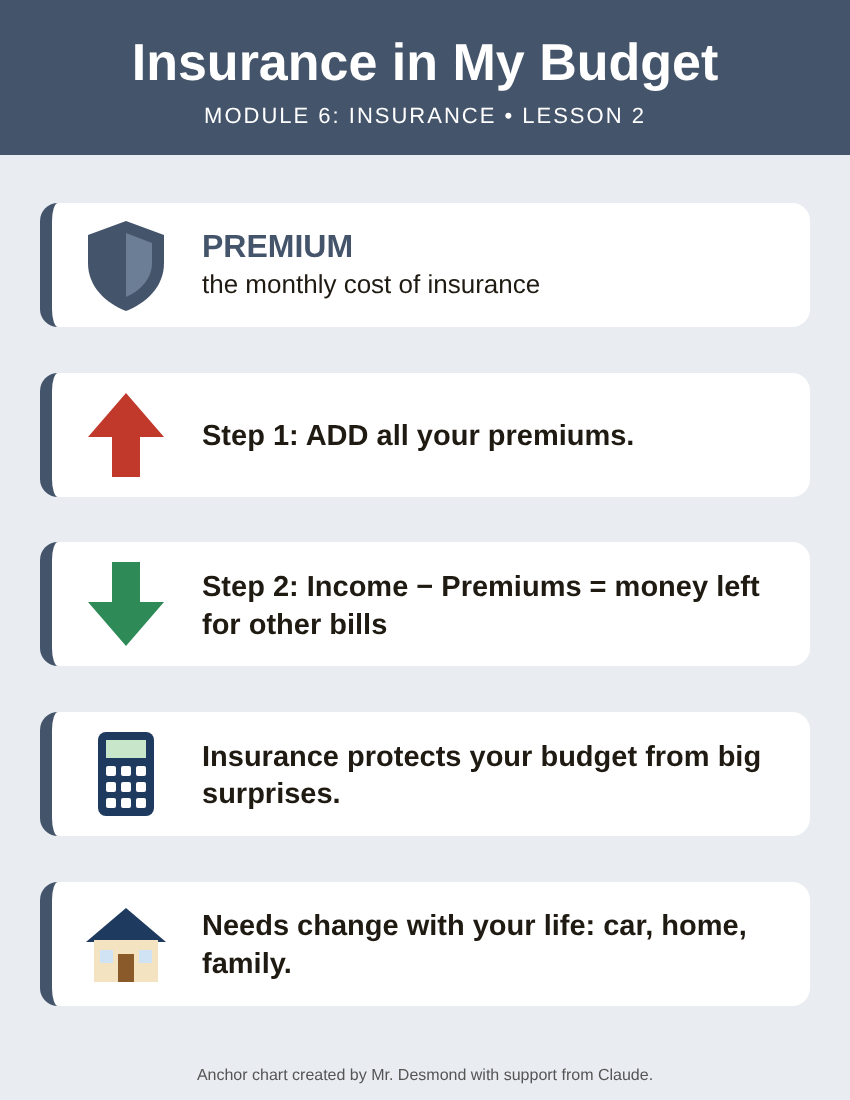 Insurance in My Budget
MODULE 6: INSURANCE • LESSON 2
PREMIUM
the monthly cost of insurance
Step 1: ADD all your premiums.
Step 2: Income − Premiums = money left
for other bills
Insurance protects your budget from big
surprises.
Needs change with your life: car, home,
family.
Anchor chart created by Mr. Desmond with support from Claude.